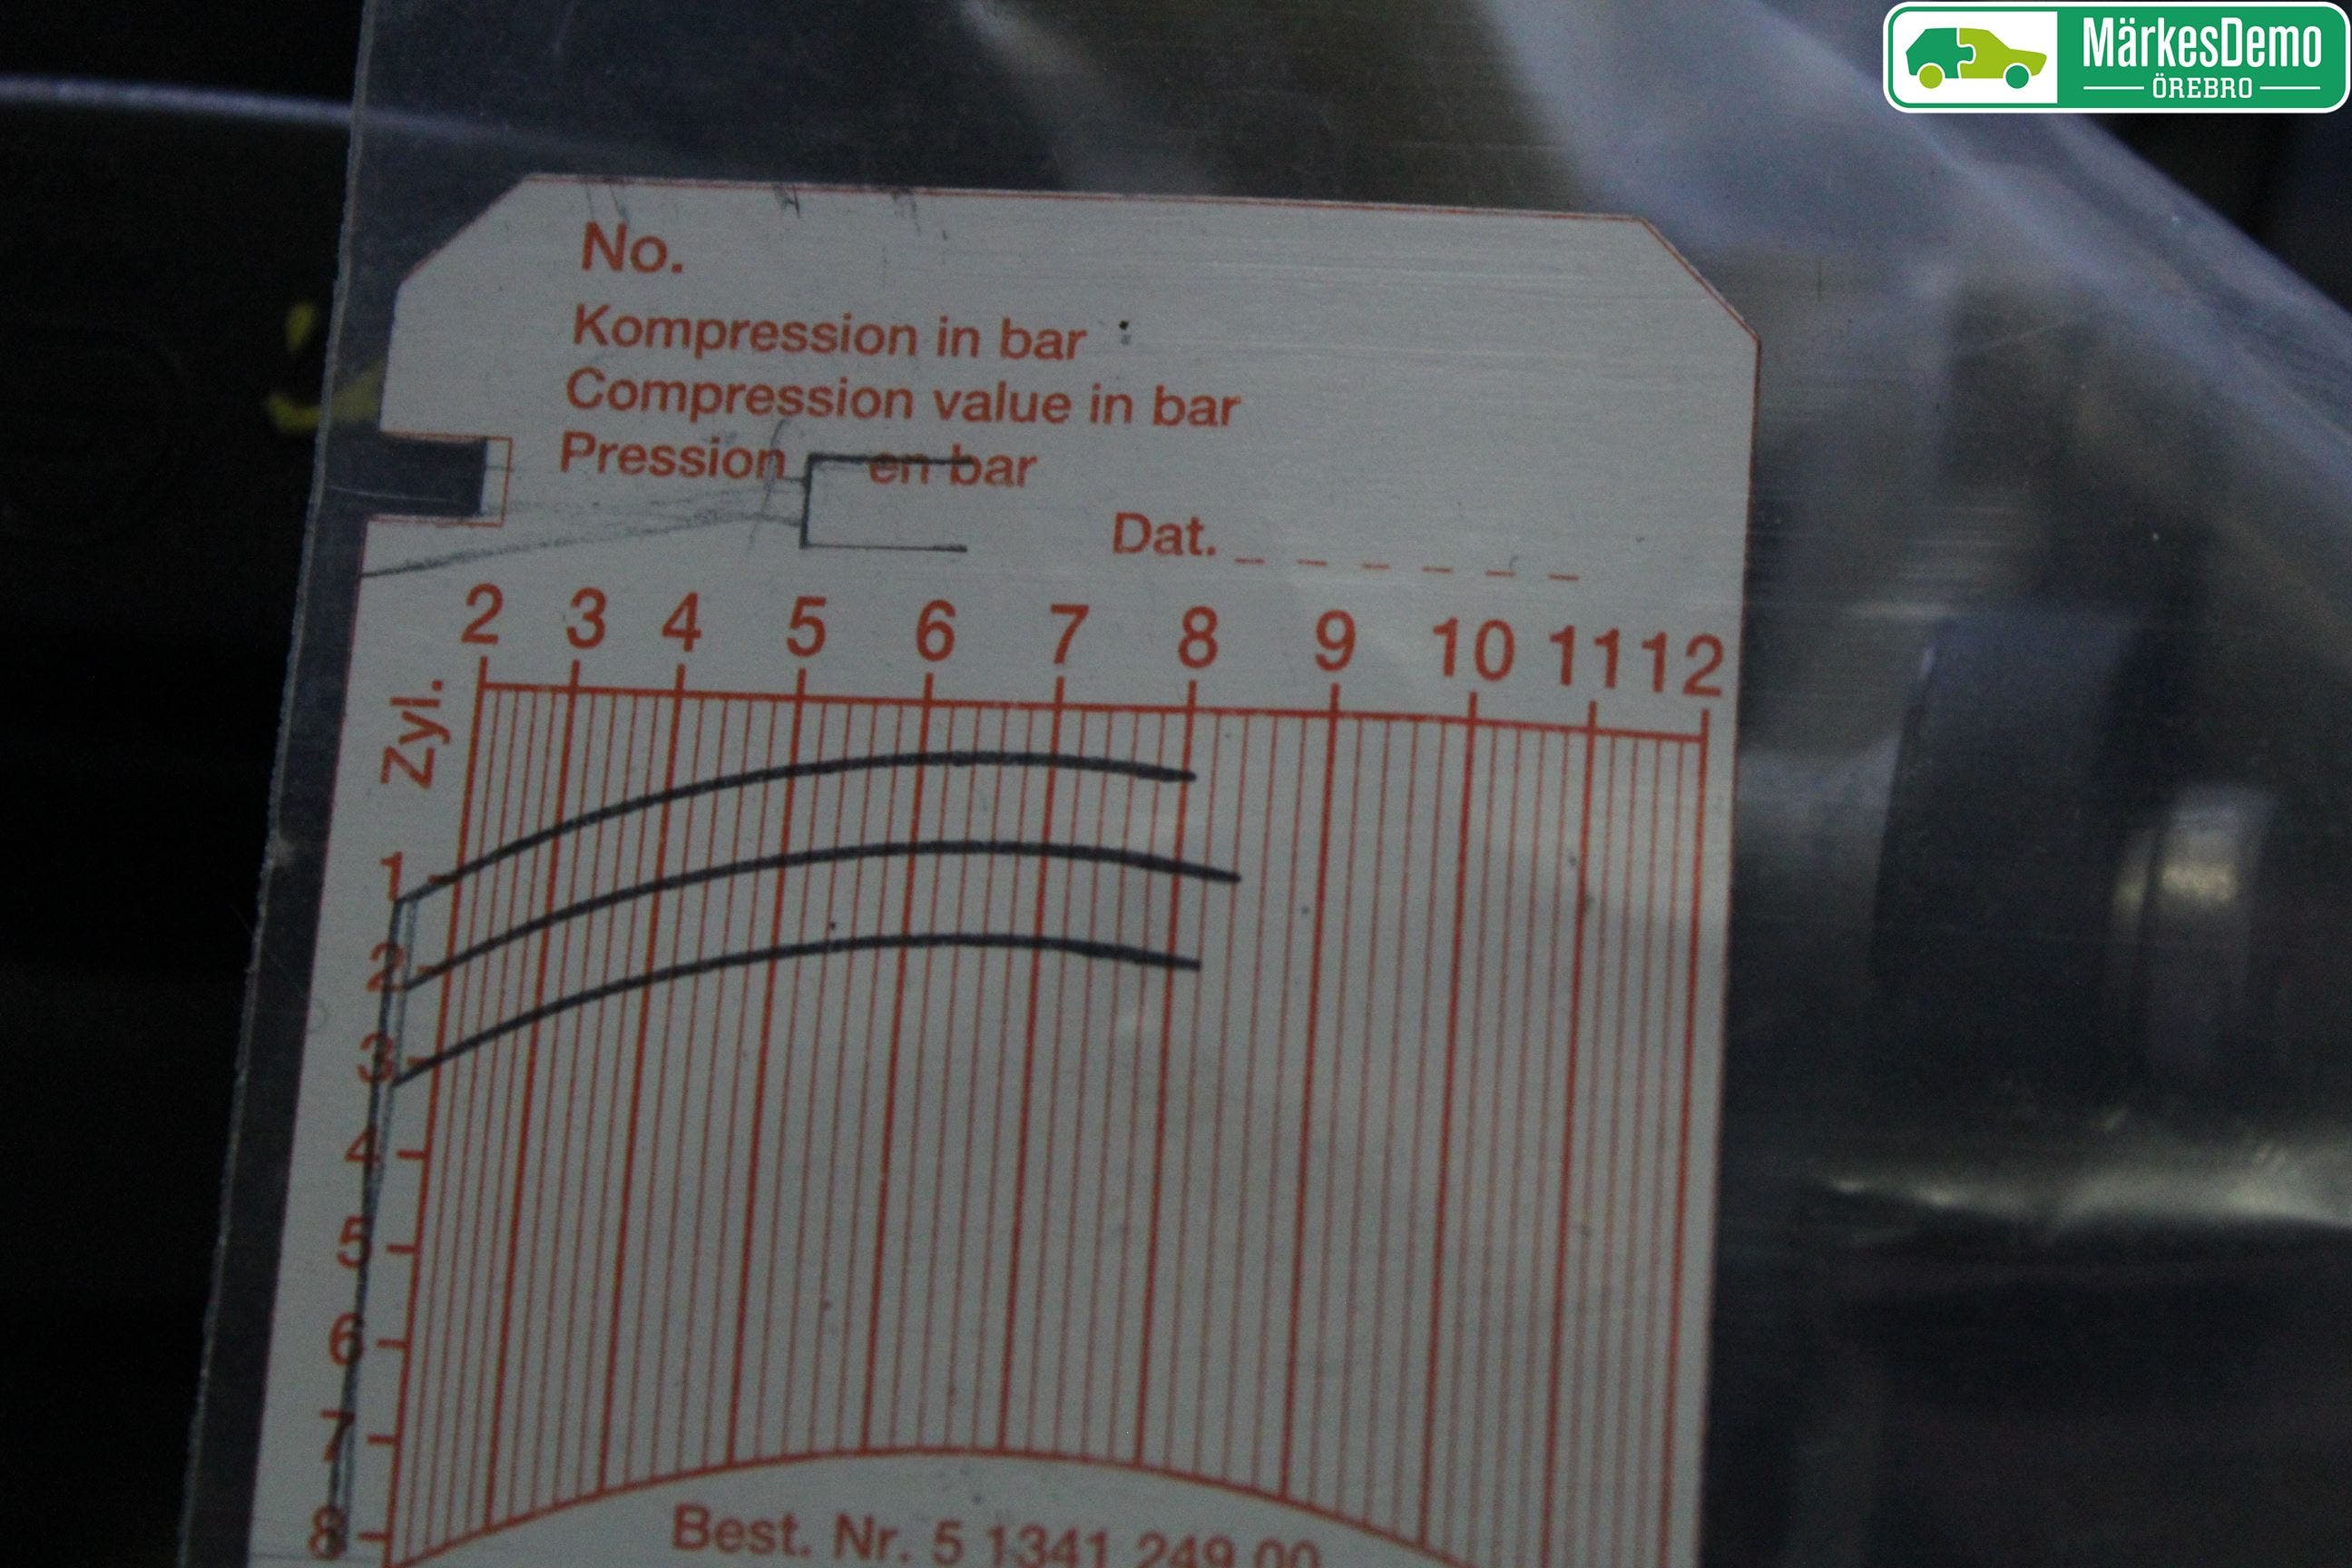 MärkesDemo
ÖREBRO
No.
Kompression in bar
Compression value in bar
Pression en bar
Dat.
2 3 4 5 6 7 8 9 10 11 12
Zyl.
1
2
3
4
5
6
7
8
Best. Nr. 5 1341 249 00